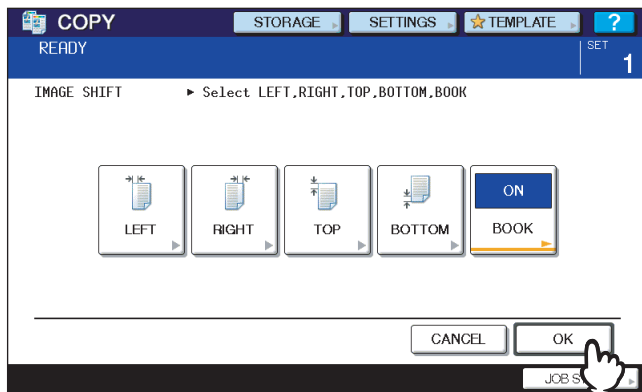 COPY STORAGE SETTINGS TEMPLATE ?
READY SET
1
IMAGE SHIFT ► Select LEFT,RIGHT,TOP,BOTTOM,BOOK
ON
LEFT RIGHT TOP BOTTOM BOOK
CANCEL OK
JOB